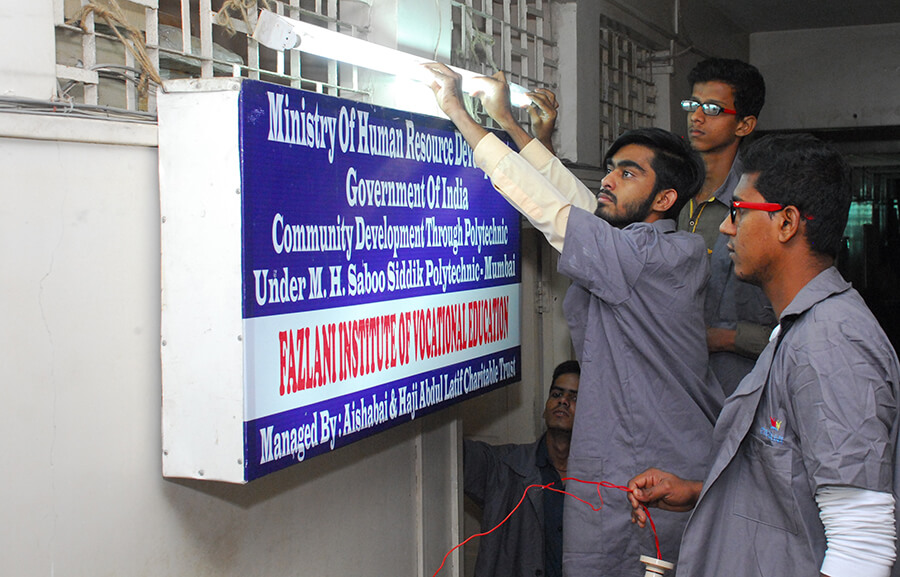 Ministry Of Human Resource
Government Of India
Community Development Through Polytechnic
Under M. H. Saboo Siddik Polytechnic - Mumbai
FAZLANI INSTITUTE OF VOCATIONAL EDUCATION
Managed By : Aishabai & Haji Abdul Latif Charitable Trust